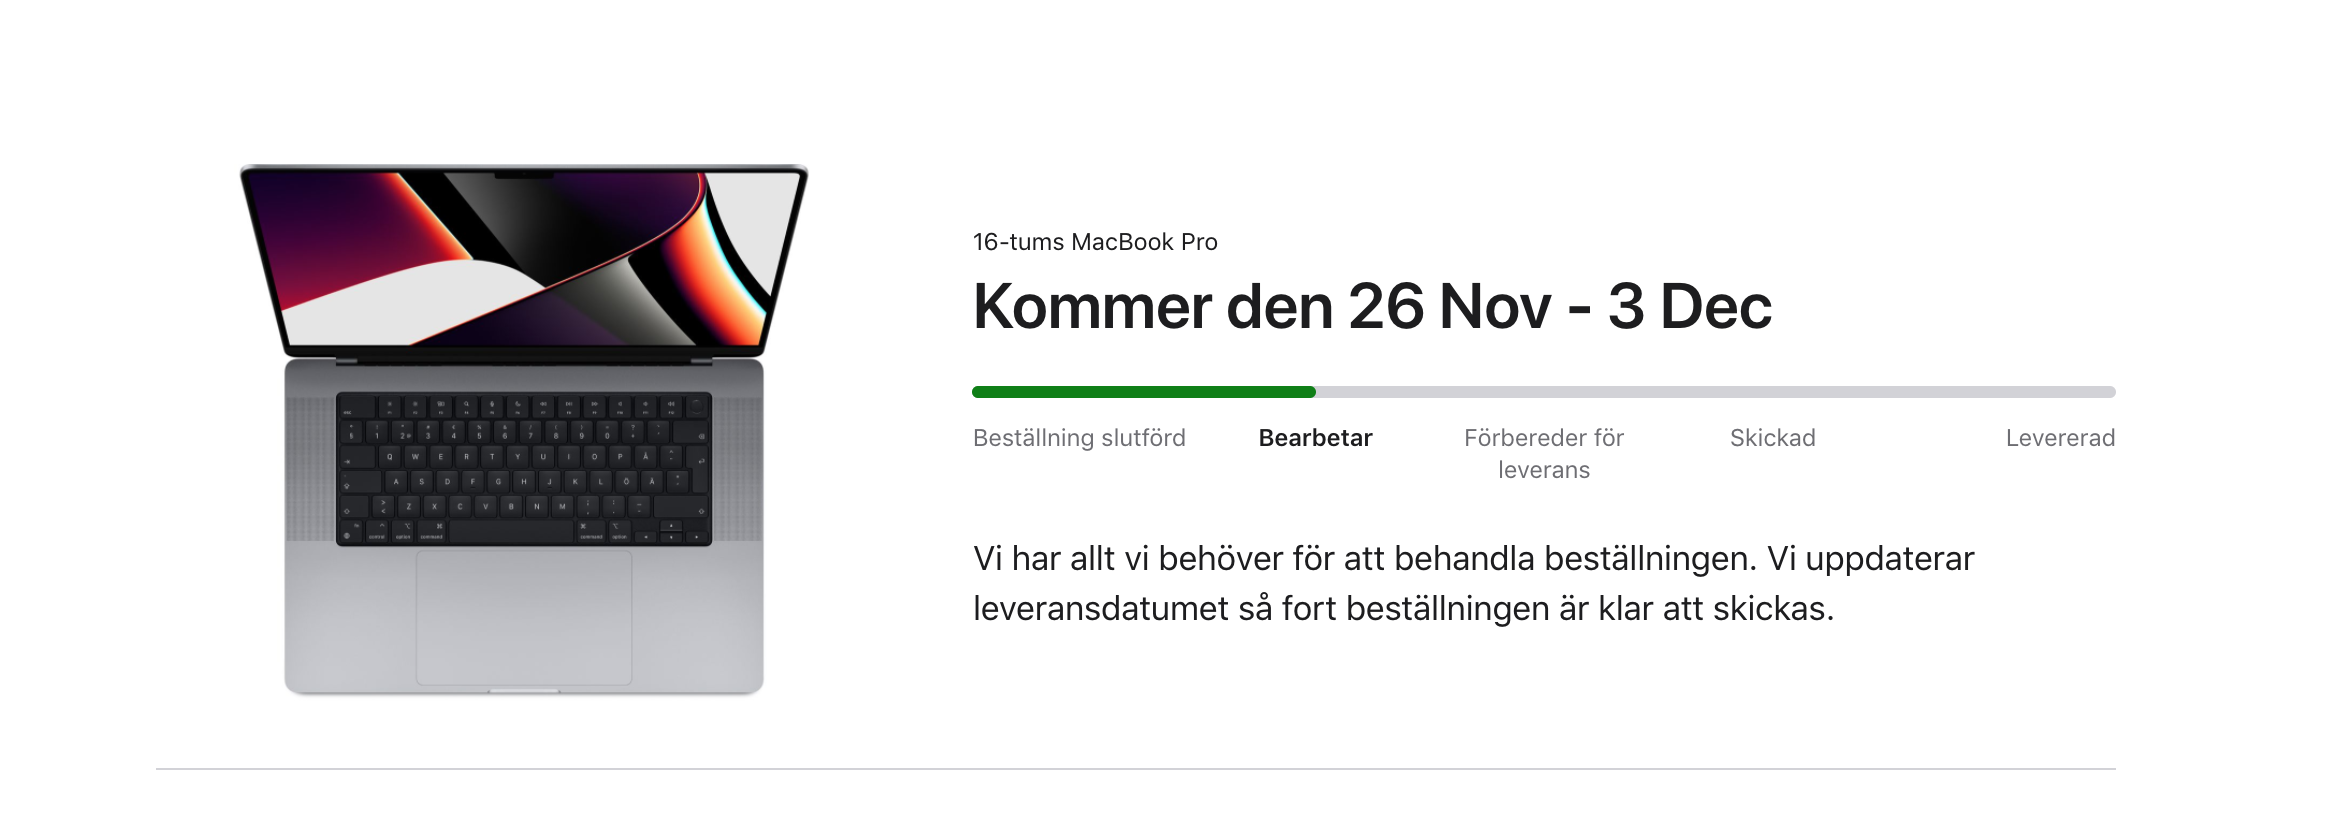 16-tums MacBook Pro
Kommer den 26 Nov - 3 Dec
Beställning slutförd
Bearbetar
Förbereder för
leverans
Skickad
Levererad
Vi har allt vi behöver för att behandla beställningen. Vi uppdaterar
leveransdatumet så fort beställningen är klar att skickas.